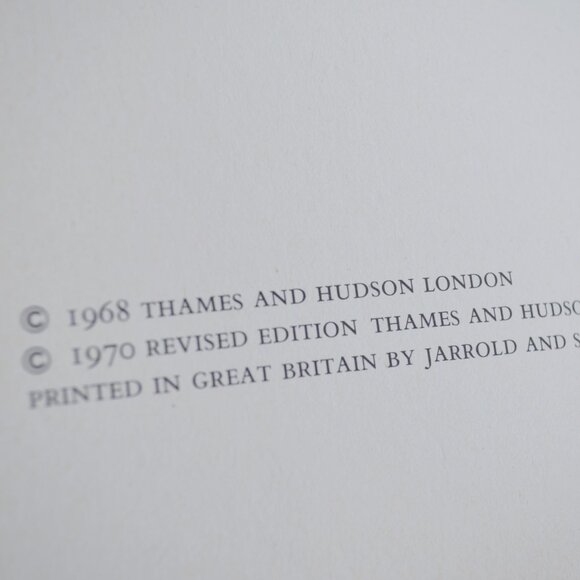 © 1968 THAMES AND HUDSON LONDON
© 1970 REVISED EDITION THAMES AND HUDSO
PRINTED IN GREAT BRITAIN BY JARROLD AND S